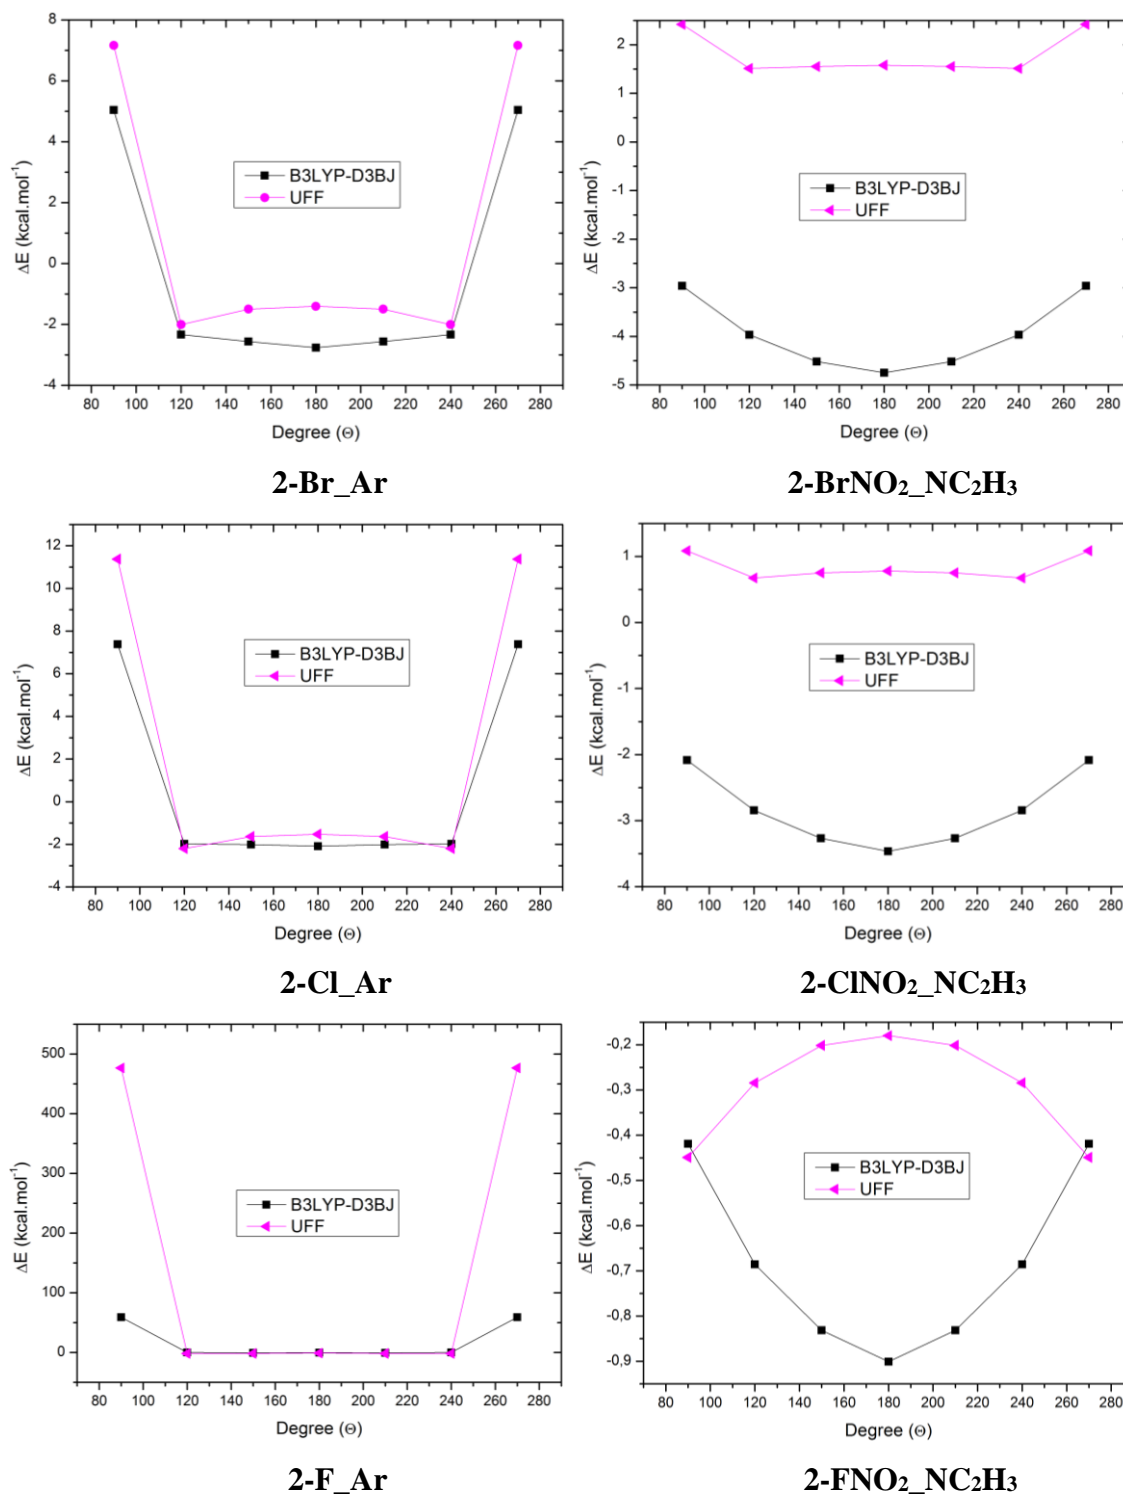 8
6
4
2
0
-2
-4
ΔE (kcal.mol⁻¹)
B3LYP-D3BJ
UFF
80 100 120 140 160 180 200 220 240 260 280
Degree (Θ)
2-Br_Ar
2
1
0
-1
-2
-3
-4
-5
ΔE (kcal.mol⁻¹)
B3LYP-D3BJ
UFF
80 100 120 140 160 180 200 220 240 260 280
Degree (Θ)
2-BrNO₂_NC₂H₃
12
10
8
6
4
2
0
-2
-4
ΔE (kcal.mol⁻¹)
B3LYP-D3BJ
UFF
80 100 120 140 160 180 200 220 240 260 280
Degree (Θ)
2-Cl_Ar
1
0
-1
-2
-3
-4
ΔE (kcal.mol⁻¹)
B3LYP-D3BJ
UFF
80 100 120 140 160 180 200 220 240 260 280
Degree (Θ)
2-ClNO₂_NC₂H₃
500
400
300
200
100
0
ΔE (kcal.mol⁻¹)
B3LYP-D3BJ
UFF
80 100 120 140 160 180 200 220 240 260 280
Degree (Θ)
2-F_Ar
-0,2
-0,3
-0,4
-0,5
-0,6
-0,7
-0,8
-0,9
ΔE (kcal.mol⁻¹)
B3LYP-D3BJ
UFF
80 100 120 140 160 180 200 220 240 260 280
Degree (Θ)
2-FNO₂_NC₂H₃